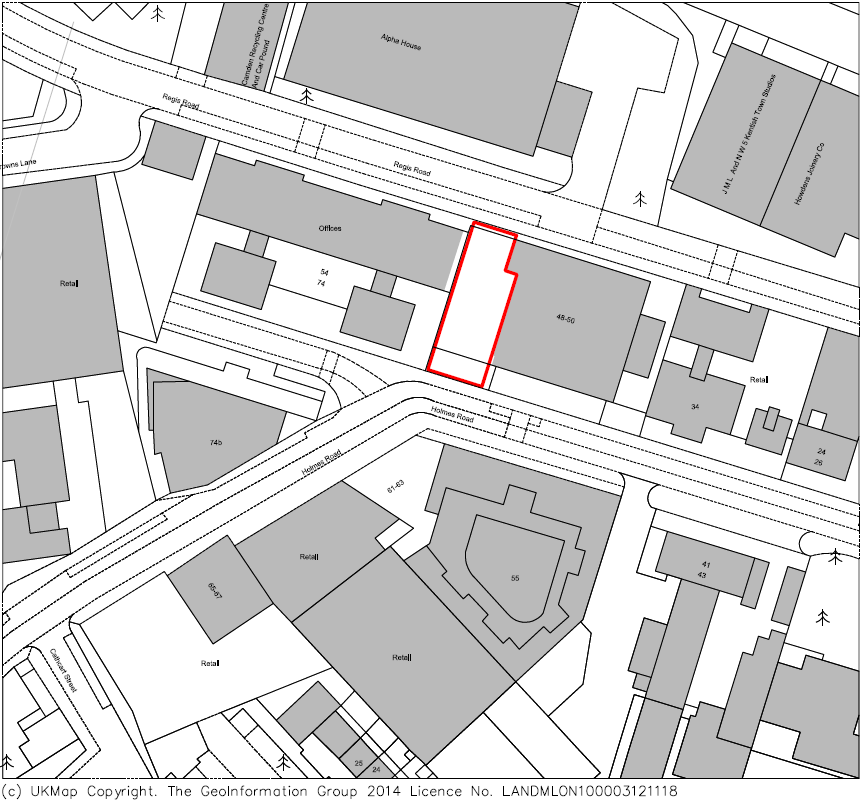 Camden Recycling Centre
And Car Pound
Alpha House
Regis Road
Regis Road
J M L And N W 5 Kentish Town Studios
Howdens Joinery Co
owns Lane
Offices
54
74
Retail
48-50
Retail
34
24
26
Holmes Road
74b
Holmes Road
61-63
Retail
55
41
43
65-67
Retail
Retail
Cathcart Street
25
24
(c) UKMap Copyright. The GeoInformation Group 2014 Licence No. LANDMLON100003121118